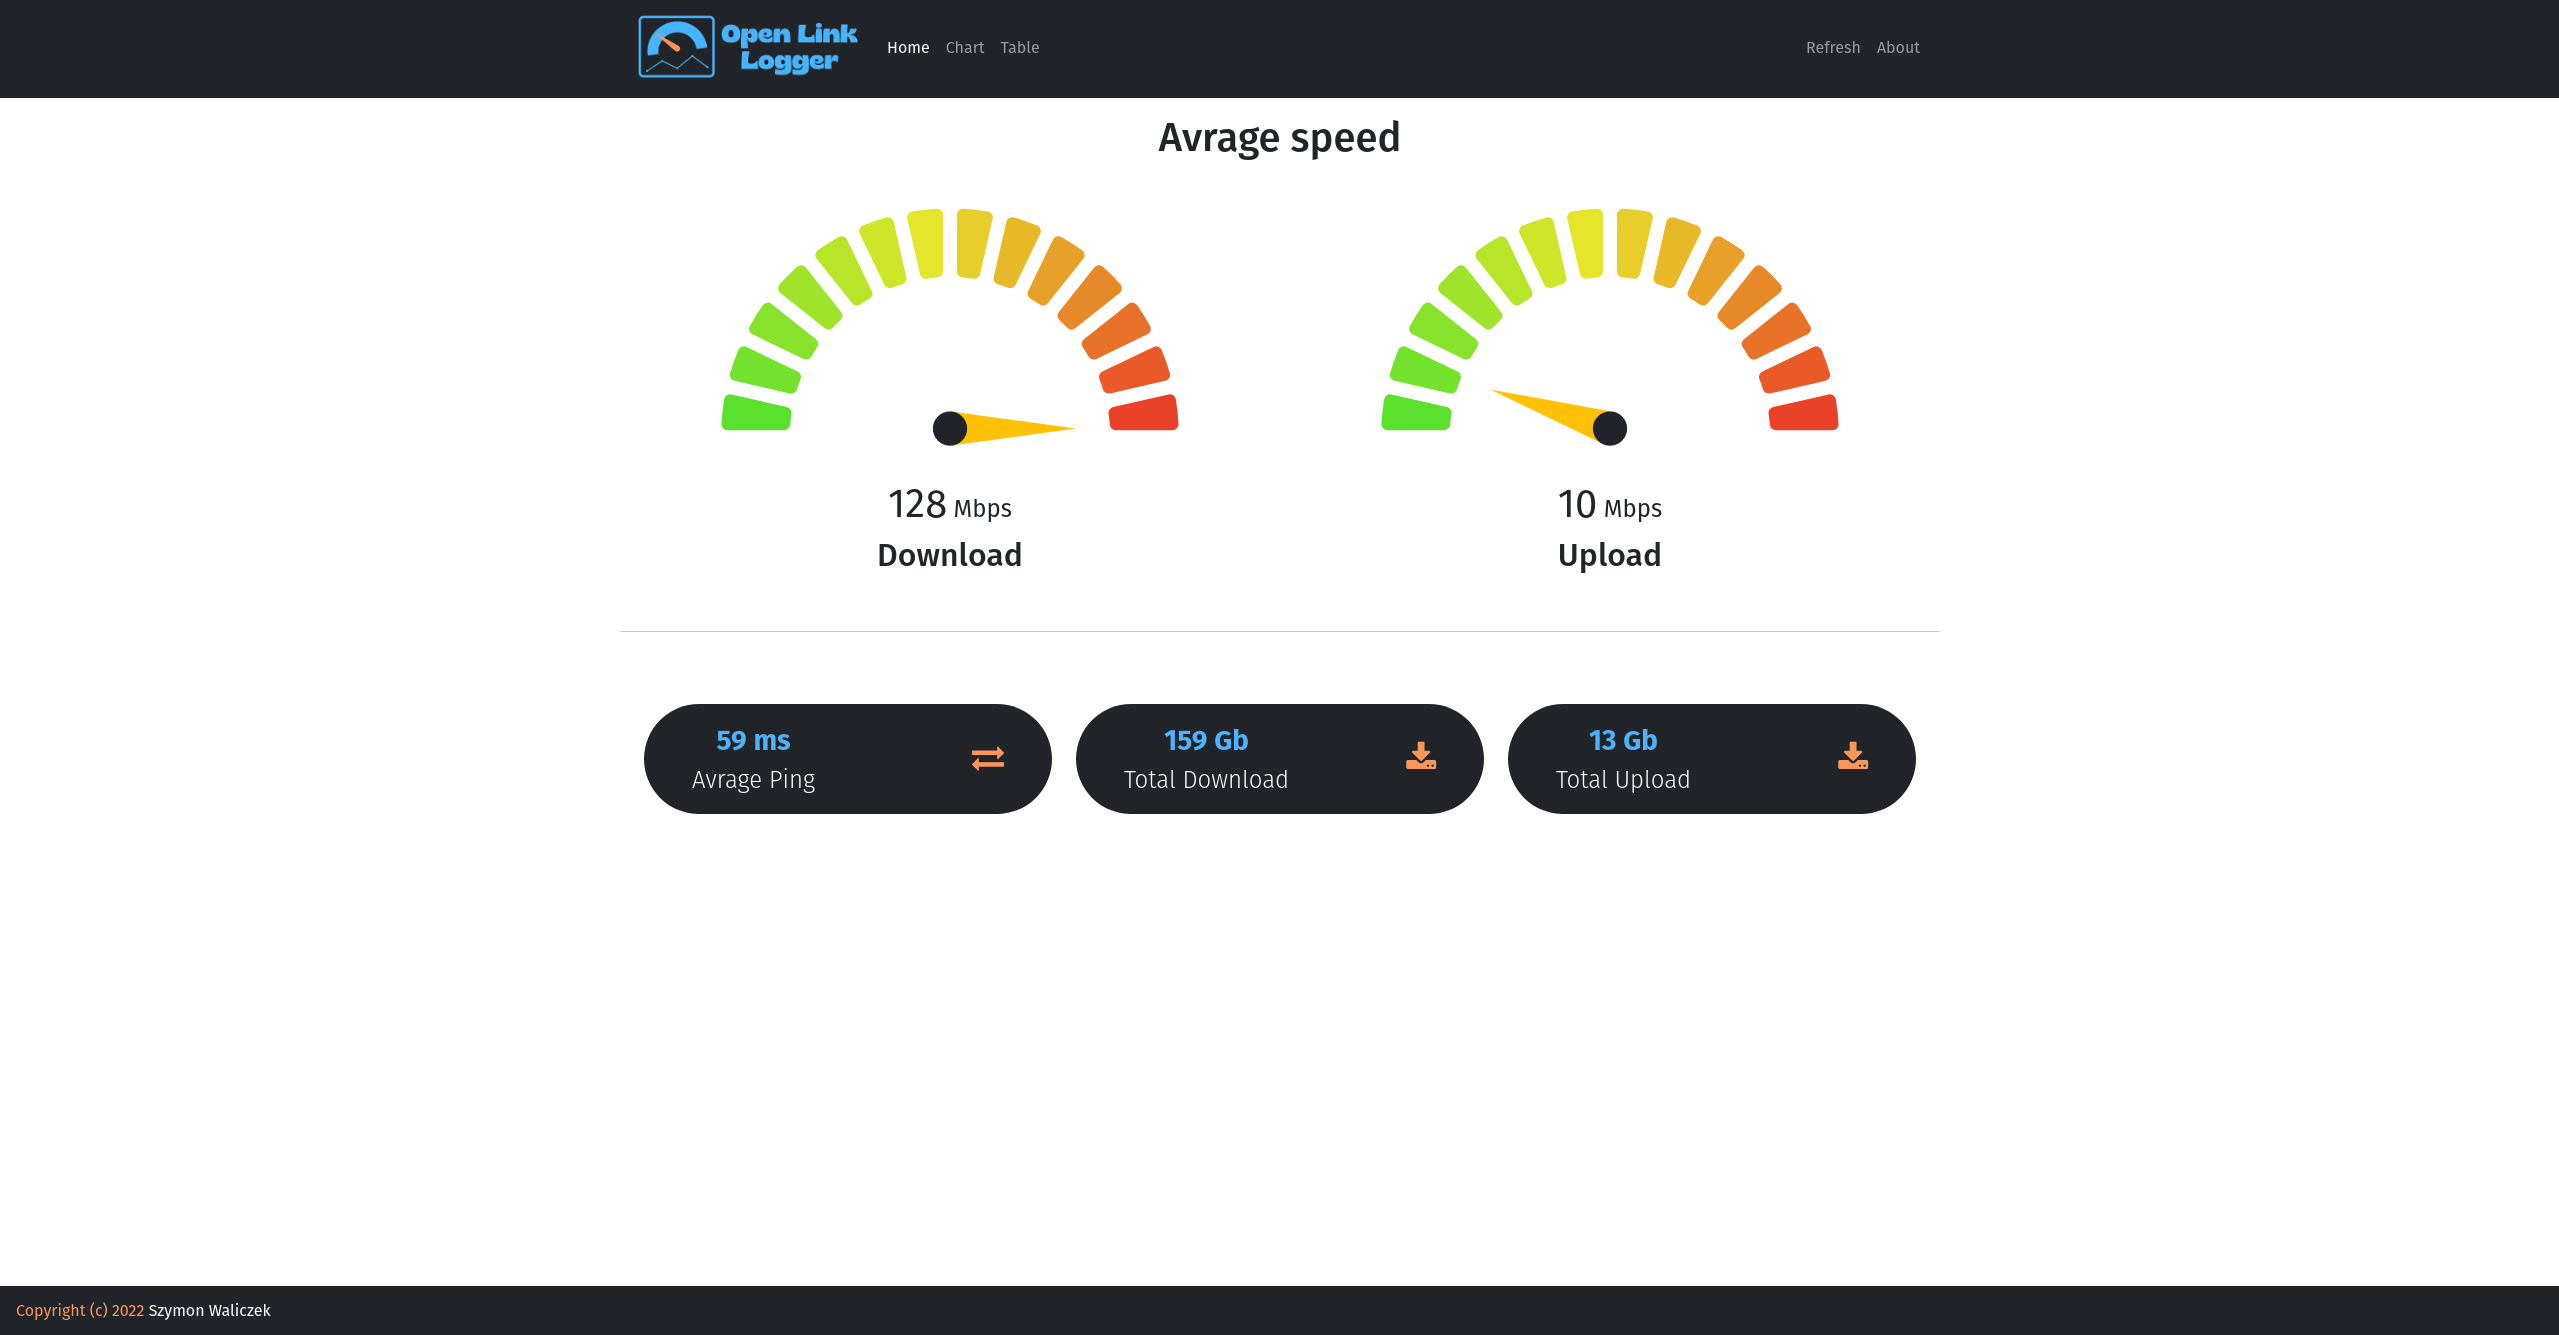 Open Link
Logger
Home Chart Table
Refresh About
Avrage speed
128 Mbps
Download
10 Mbps
Upload
59 ms
Avrage Ping
159 Gb
Total Download
13 Gb
Total Upload
Copyright (c) 2022 Szymon Waliczek